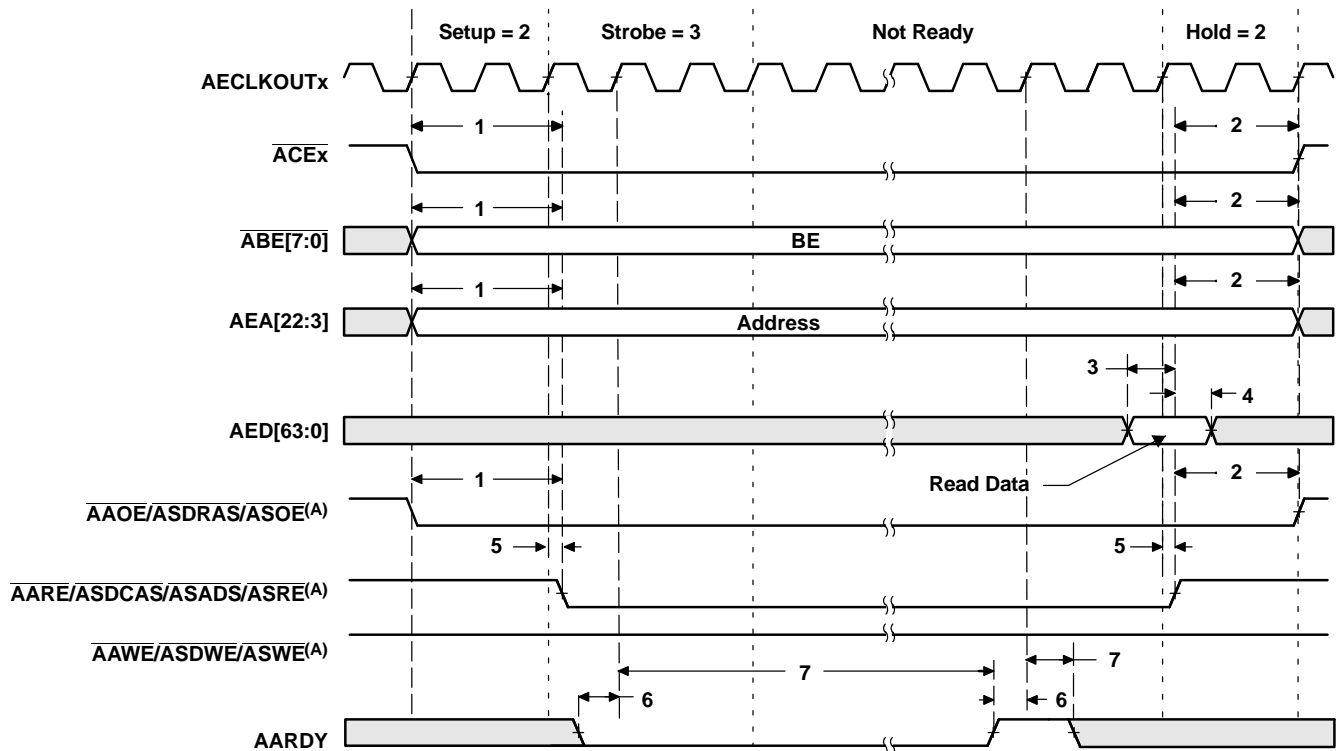 Setup = 2 Strobe = 3 Not Ready Hold = 2
AECLKOUTx
1 2
ACEx
1 2
ABE[7:0] BE
1 2
AEA[22:3] Address
3
4
AED[63:0]
1 Read Data 2
AAOE/ASDRAS/ASOE(A)
5 5
AARE/ASDCAS/ASADS/ASRE(A)
AAWE/ASDWE/ASWE(A)
7 7
6 6
AARDY